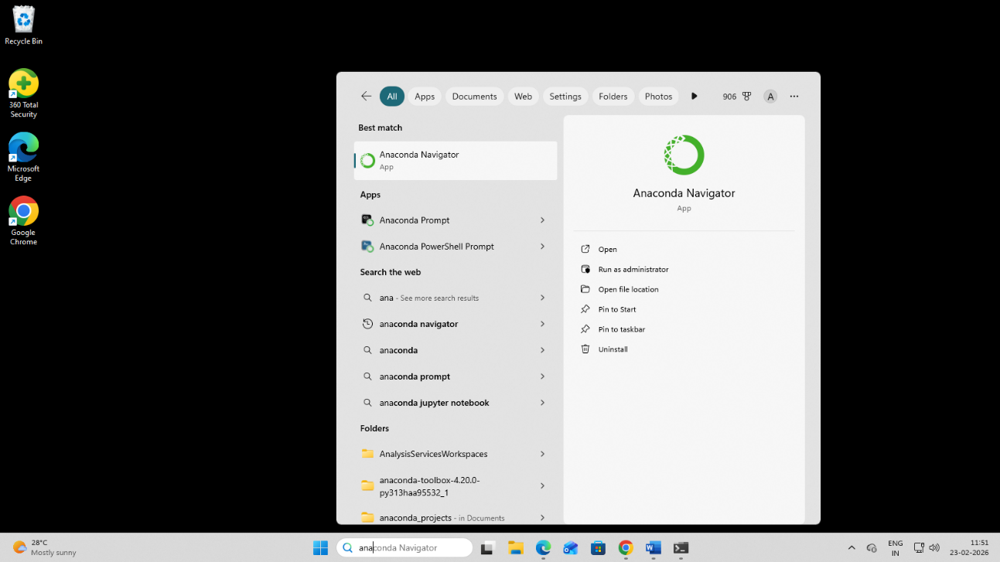 Recycle Bin
360 Total
Security
Microsoft
Edge
Google
Chrome
All
Apps
Documents
Web
Settings
Folders
Photos
906
A
Best match
Anaconda Navigator
App
Apps
Anaconda Prompt
Anaconda PowerShell Prompt
Search the web
ana - See more search results
anaconda navigator
anaconda
anaconda prompt
anaconda jupyter notebook
Folders
AnalysisServicesWorkspaces
anaconda-toolbox-4.20.0-
py313haa95532_1
anaconda_projects - in Documents
Anaconda Navigator
App
Open
Run as administrator
Open file location
Pin to Start
Pin to taskbar
Uninstall
28°C
Mostly sunny
anaconda Navigator
ENG
IN
11:51
23-02-2026